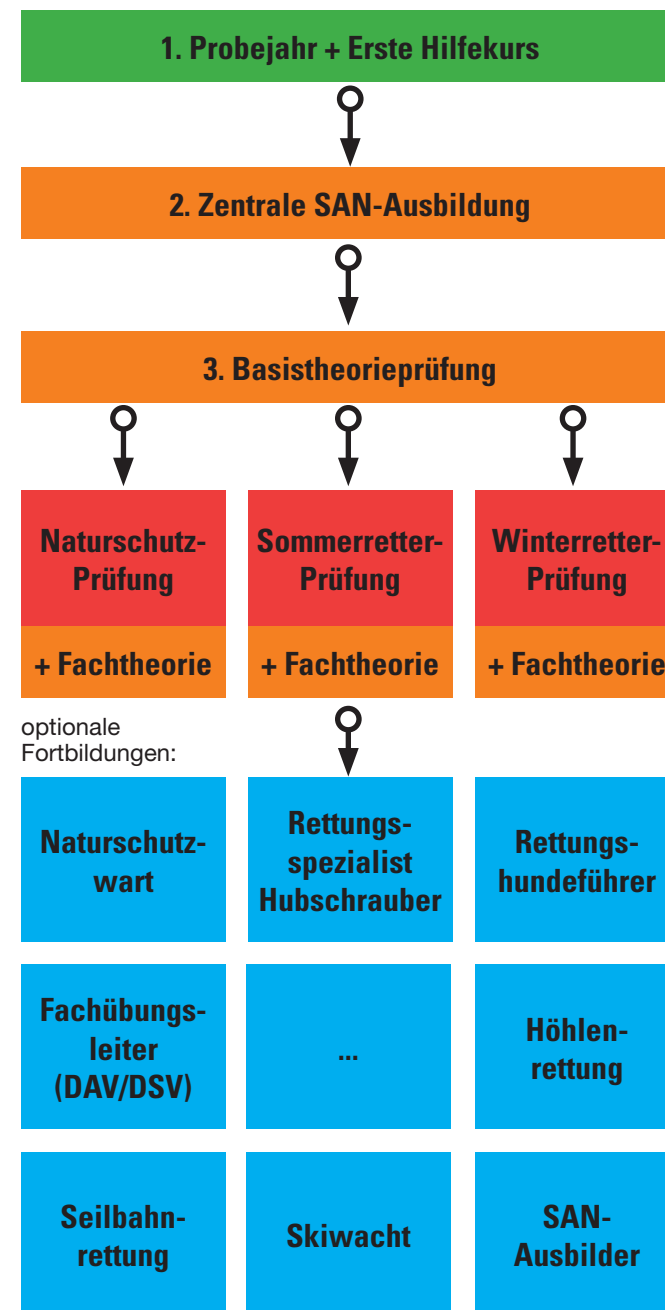 1. Probejahr + Erste Hilfekurs
2. Zentrale SAN-Ausbildung
3. Basistheorieprüfung
Naturschutz-
Prüfung
+ Fachtheorie
Sommerretter-
Prüfung
+ Fachtheorie
Winterretter-
Prüfung
+ Fachtheorie
optionale
Fortbildungen:
Naturschutz-
wart
Rettungs-
spezialist
Hubschrauber
Rettungs-
hundeführer
Fachübungs-
leiter
(DAV/DSV)
...
Höhlen-
rettung
Seilbahn-
rettung
Skiwacht
SAN-
Ausbilder